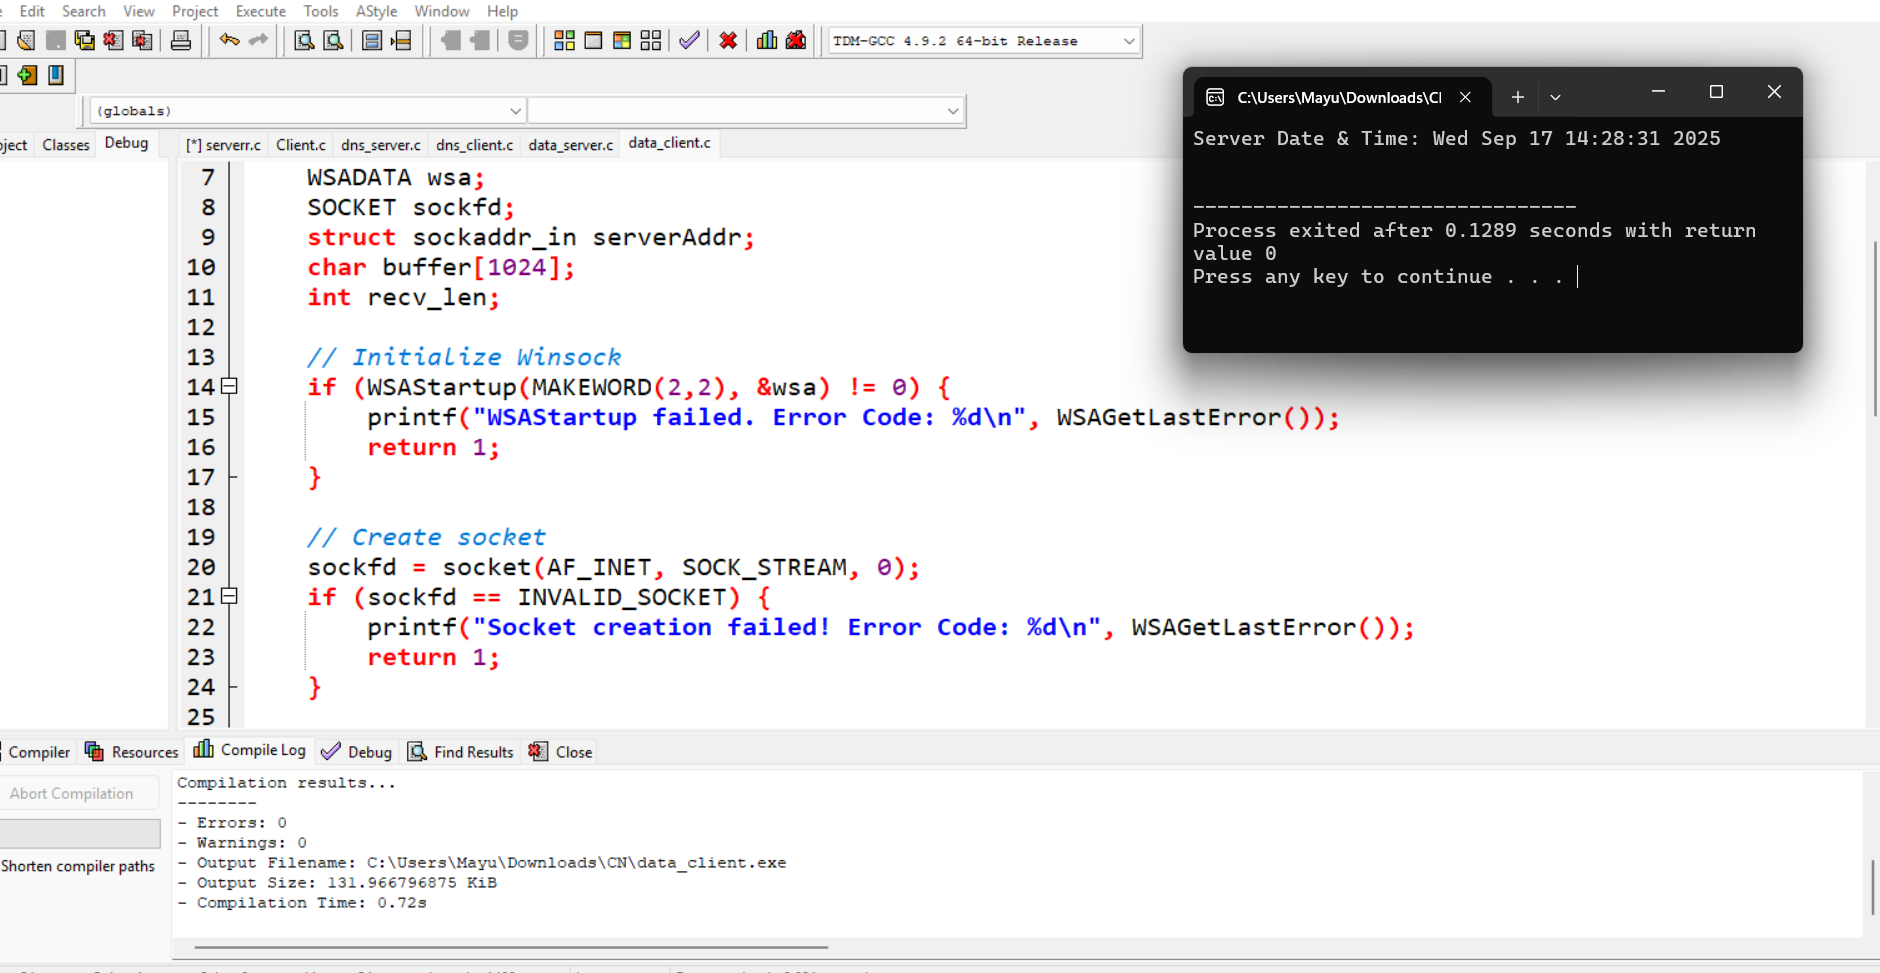 Edit Search View Project Execute Tools AStyle Window Help
TDM-GCC 4.9.2 64-bit Release
(globals)
Classes Debug
[*] serverr.c Client.c dns_server.c dns_client.c data_server.c data_client.c
7 WSADATA wsa;
8 SOCKET sockfd;
9 struct sockaddr_in serverAddr;
10 char buffer[1024];
11 int recv_len;
12
13 // Initialize Winsock
14 if (WSAStartup(MAKEWORD(2,2), &wsa) != 0) {
15 printf("WSAStartup failed. Error Code: %d\n", WSAGetLastError());
16 return 1;
17 }
18
19 // Create socket
20 sockfd = socket(AF_INET, SOCK_STREAM, 0);
21 if (sockfd == INVALID_SOCKET) {
22 printf("Socket creation failed! Error Code: %d\n", WSAGetLastError());
23 return 1;
24 }
25
C:\Users\Mayu\Downloads\Cl
Server Date & Time: Wed Sep 17 14:28:31 2025
--------------------------------
Process exited after 0.1289 seconds with return
value 0
Press any key to continue . . .
Compiler Resources Compile Log Debug Find Results Close
Abort Compilation
Shorten compiler paths
Compilation results...
--------
- Errors: 0
- Warnings: 0
- Output Filename: C:\Users\Mayu\Downloads\CN\data_client.exe
- Output Size: 131.966796875 KiB
- Compilation Time: 0.72s